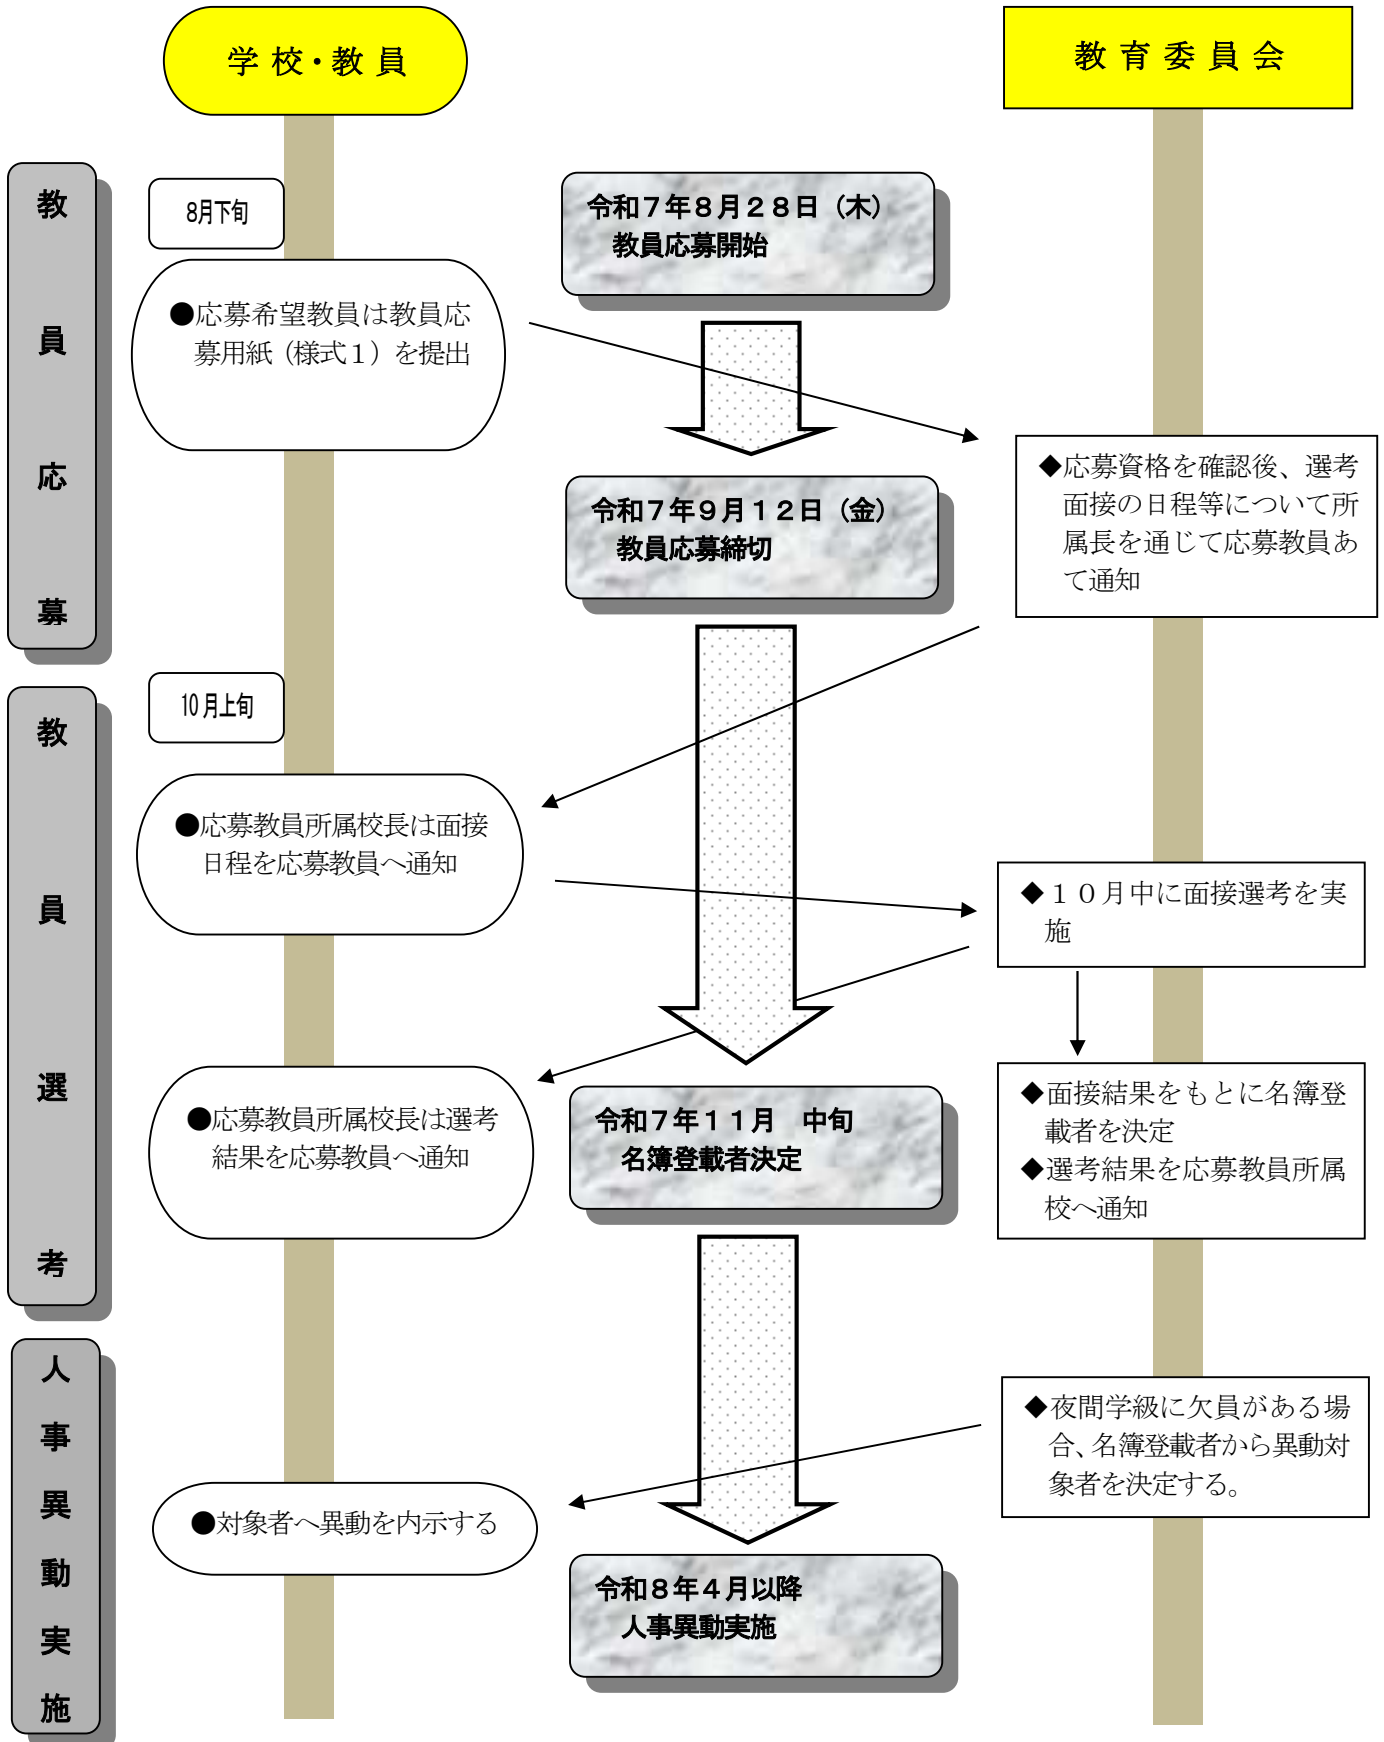 学校・教員
教育委員会
教員応募
8月下旬
令和7年8月28日（木）
教員応募開始
●応募希望教員は教員応
募用紙（様式１）を提出
◆応募資格を確認後、選考
面接の日程等について所
属長を通じて応募教員あ
て通知
令和7年9月12日（金）
教員応募締切
教員選考
10月上旬
●応募教員所属校長は面接
日程を応募教員へ通知
◆１０月中に面接選考を実
施
●応募教員所属校長は選考
結果を応募教員へ通知
令和7年11月　中旬
名簿登載者決定
◆面接結果をもとに名簿登
載者を決定
◆選考結果を応募教員所属
校へ通知
人事異動実施
◆夜間学級に欠員がある場
合、名簿登載者から異動対
象者を決定する。
●対象者へ異動を内示する
令和8年4月以降
人事異動実施